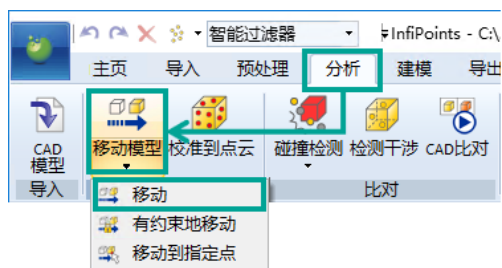 智能过滤器 InfiPoints - C:\
主页 导入 预处理 分析 建模 导出
CAD模型 移动模型 校准到点云 碰撞检测 检测干涉 CAD比对
导入 比对
移动
有约束地移动
移动到指定点